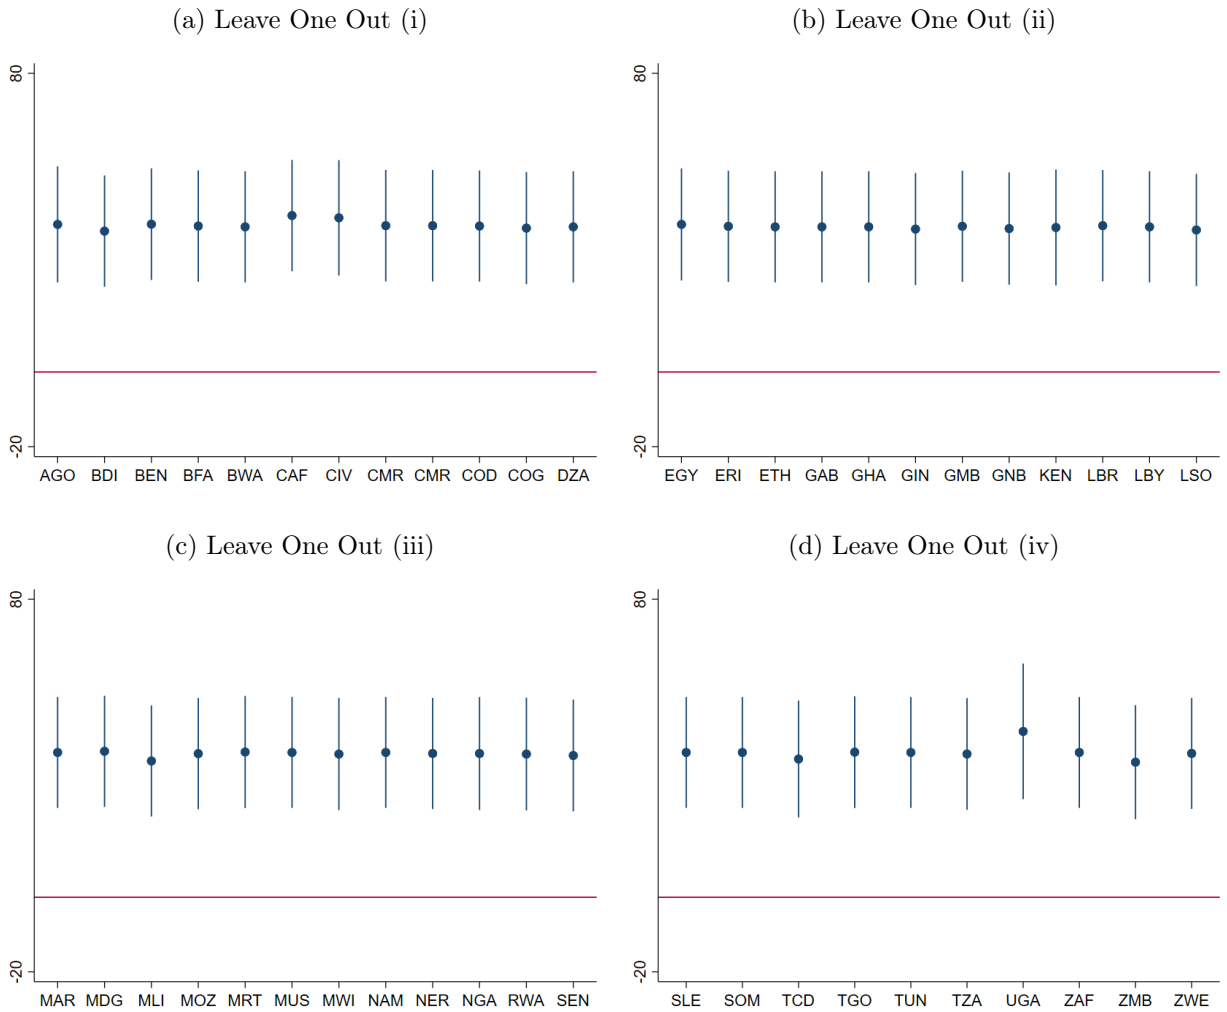 (a) Leave One Out (i)
80
-20
AGO BDI BEN BFA BWA CAF CIV CMR CMR COD COG DZA
(b) Leave One Out (ii)
80
-20
EGY ERI ETH GAB GHA GIN GMB GNB KEN LBR LBY LSO
(c) Leave One Out (iii)
80
-20
MAR MDG MLI MOZ MRT MUS MWI NAM NER NGA RWA SEN
(d) Leave One Out (iv)
80
-20
SLE SOM TCD TGO TUN TZA UGA ZAF ZMB ZWE